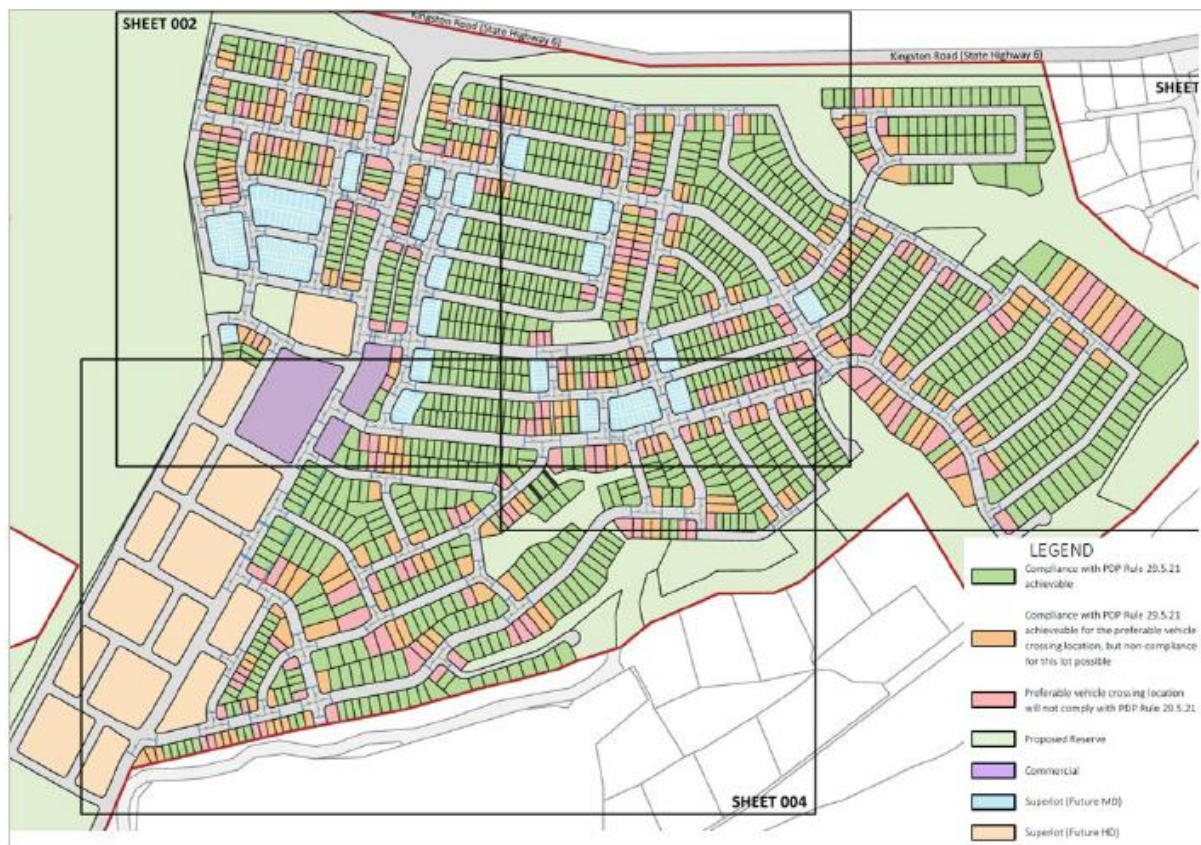 SHEET 002
Kingston Road (State Highway 6)
Kingston Road (State Highway 6)
SHEET
SHEET 004
LEGEND
Compliance with PDP Rule 29.5.21
achievable
Compliance with PDP Rule 29.5.21
achieveable for the preferable vehicle
crossing location, but non-compliance
for this lot possible
Preferable vehicle crossing location
will not comply with PDP Rule 29.5.21
Proposed Reserve
Commercial
Superlot (Future MD)
Superlot (Future HD)